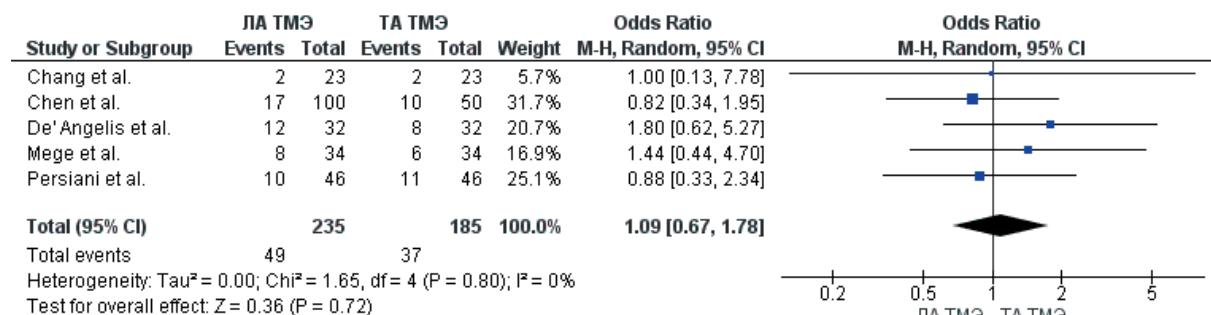 ЛА ТМЭ ТА ТМЭ Odds Ratio Odds Ratio
Study or Subgroup Events Total Events Total Weight M-H, Random, 95% CI M-H, Random, 95% CI
Chang et al. 2 23 2 23 5.7% 1.00 [0.13, 7.78]
Chen et al. 17 100 10 50 31.7% 0.82 [0.34, 1.95]
De'Angelis et al. 12 32 8 32 20.7% 1.80 [0.62, 5.27]
Mege et al. 8 34 6 34 16.9% 1.44 [0.44, 4.70]
Persiani et al. 10 46 11 46 25.1% 0.88 [0.33, 2.34]
Total (95% CI) 235 185 100.0% 1.09 [0.67, 1.78]
Total events 49 37
Heterogeneity: Tau² = 0.00; Chi² = 1.65, df = 4 (P = 0.80); I² = 0%
Test for overall effect: Z = 0.36 (P = 0.72)
0.2 0.5 1 2 5
ЛА ТМЭ ТА ТМЭ